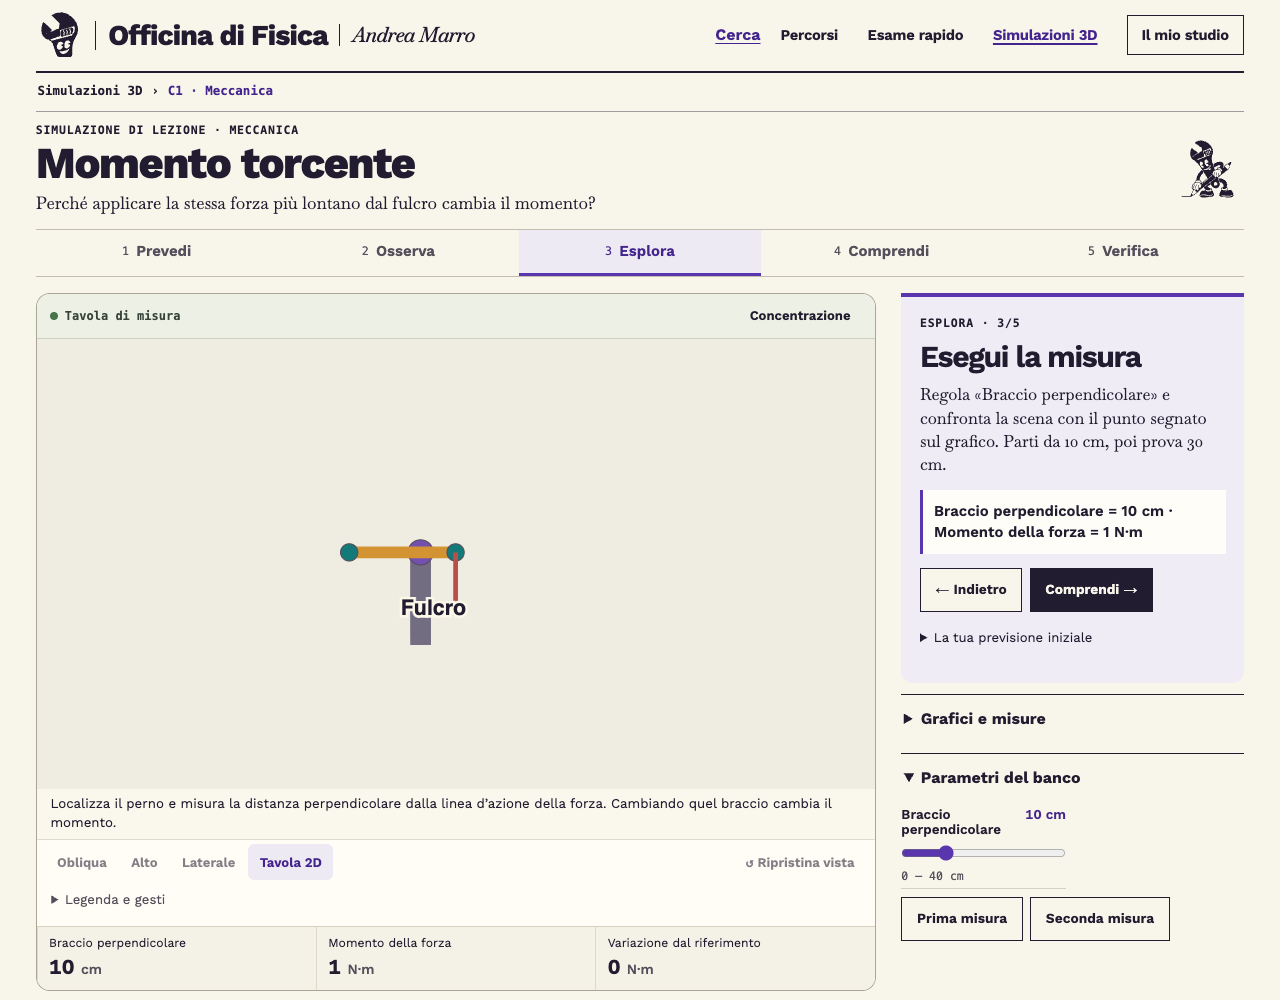 Officina di Fisica
Andrea Marro
Cerca
Percorsi
Esame rapido
Simulazioni 3D
Il mio studio
Simulazioni 3D › C1 · Meccanica
SIMULAZIONE DI LEZIONE · MECCANICA
Momento torcente
Perché applicare la stessa forza più lontano dal fulcro cambia il momento?
1 Prevedi
2 Osserva
3 Esplora
4 Comprendi
5 Verifica
Tavola di misura
Concentrazione
Fulcro
Localizza il perno e misura la distanza perpendicolare dalla linea d’azione della forza. Cambiando quel braccio cambia il
momento.
Obliqua
Alto
Laterale
Tavola 2D
↺ Ripristina vista
▶ Legenda e gesti
Braccio perpendicolare
10 cm
Momento della forza
1 N·m
Variazione dal riferimento
0 N·m
ESPLORA · 3/5
Esegui la misura
Regola «Braccio perpendicolare» e
confronta la scena con il punto segnato
sul grafico. Parti da 10 cm, poi prova 30
cm.
Braccio perpendicolare = 10 cm ·
Momento della forza = 1 N·m
← Indietro
Comprendi →
▶ La tua previsione iniziale
▶ Grafici e misure
▼ Parametri del banco
Braccio
perpendicolare
10 cm
0 — 40 cm
Prima misura
Seconda misura